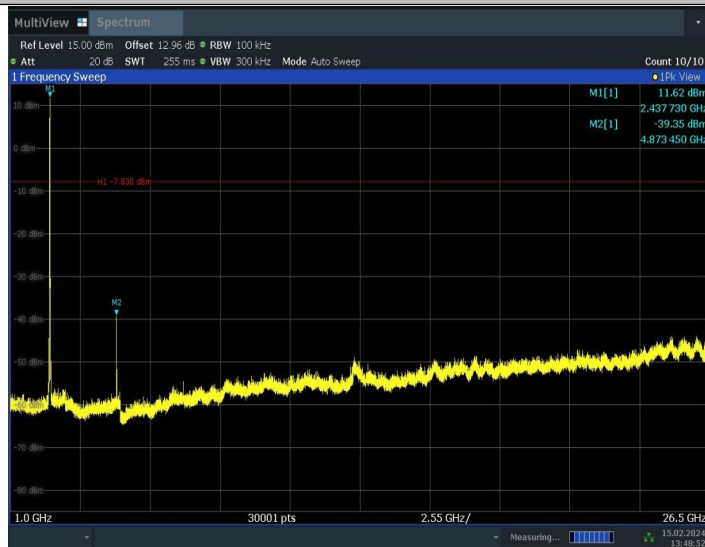 MultiView Spectrum
Ref Level 15.00 dBm Offset 12.96 dB RBW 100 kHz
Att 20 dB SWT 255 ms VBW 300 kHz Mode Auto Sweep Count 10/10
1 Frequency Sweep 1Pk View
M1 M1[1] 11.62 dBm
10 dBm 2.437 730 GHz
M2[1] -39.35 dBm
0 dBm 4.873 450 GHz
H1 -7.830 dBm
-10 dBm
-20 dBm
-30 dBm
M2
-40 dBm
-50 dBm
-60 dBm
-70 dBm
-80 dBm
1.0 GHz 30001 pts 2.55 GHz/ 26.5 GHz
Measuring... 15.02.2024
13:48:52